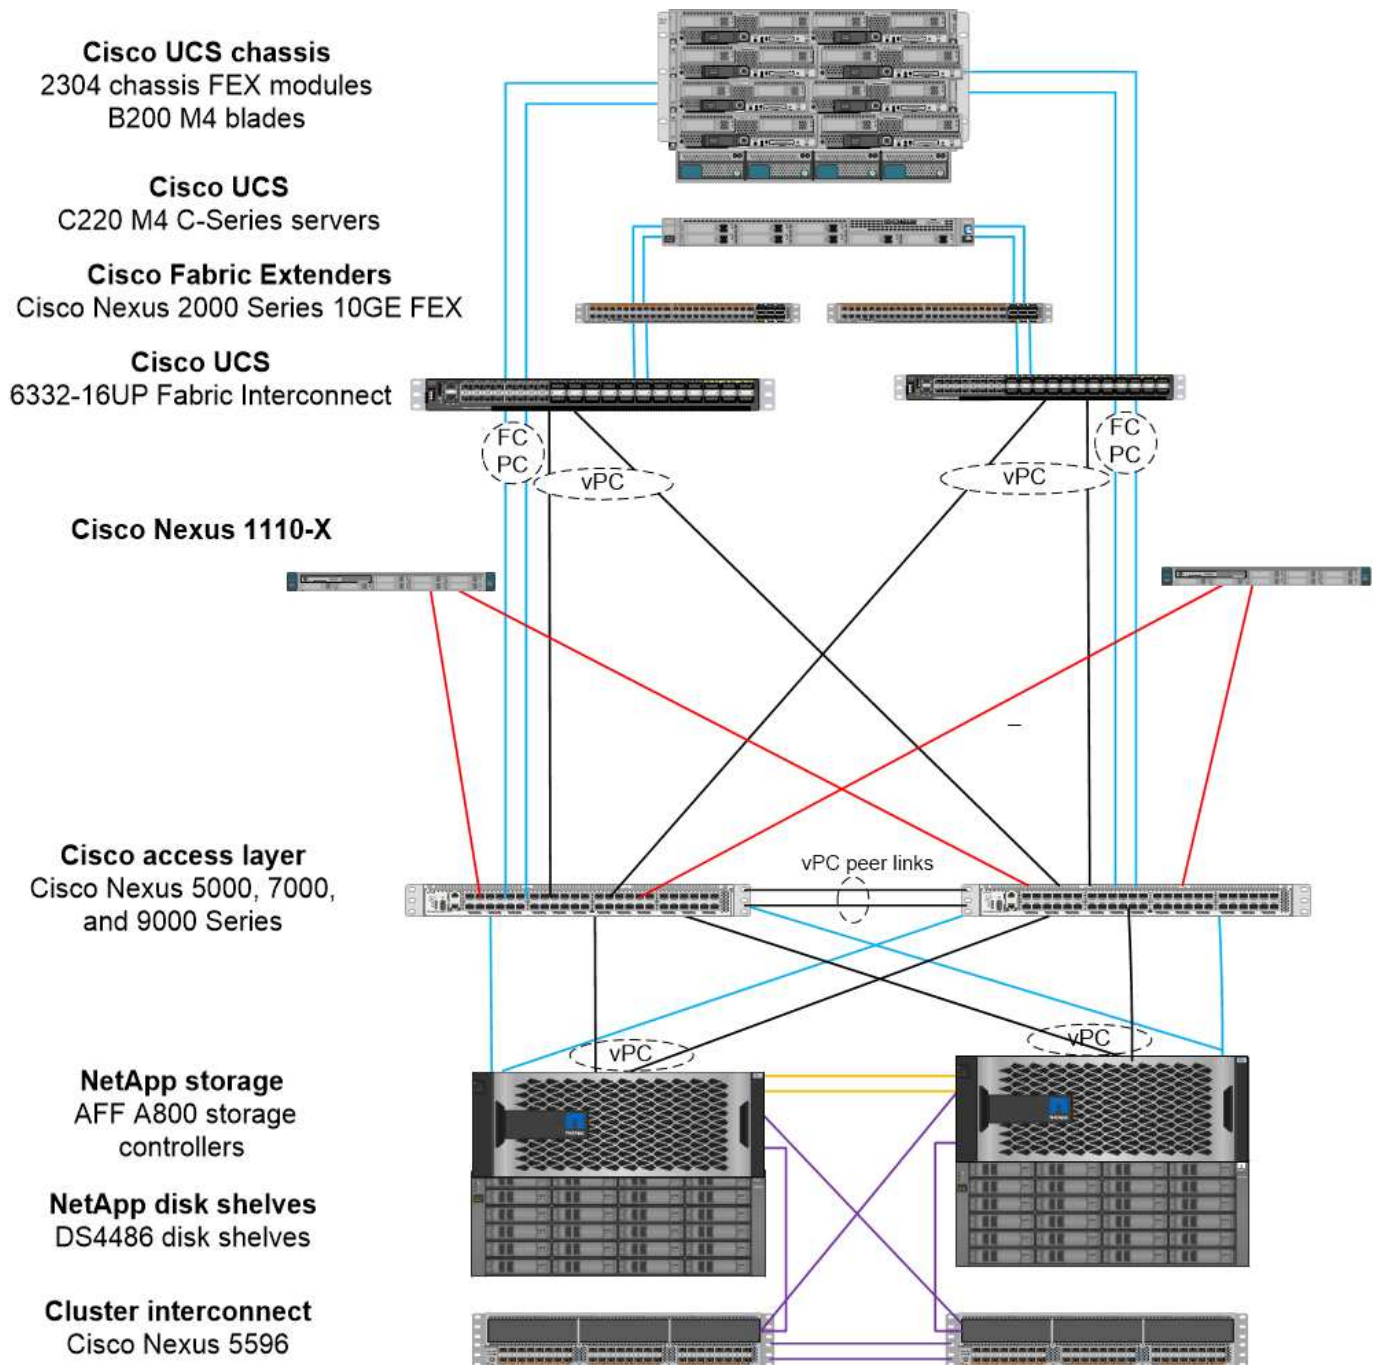 Cisco UCS chassis
2304 chassis FEX modules
B200 M4 blades
Cisco UCS
C220 M4 C-Series servers
Cisco Fabric Extenders
Cisco Nexus 2000 Series 10GE FEX
Cisco UCS
6332-16UP Fabric Interconnect
FC
PC
vPC
vPC
FC
PC
Cisco Nexus 1110-X
Cisco access layer
Cisco Nexus 5000, 7000,
and 9000 Series
vPC peer links
vPC
vPC
NetApp storage
AFF A800 storage
controllers
NetApp
NetApp
NetApp disk shelves
DS4486 disk shelves
Cluster interconnect
Cisco Nexus 5596